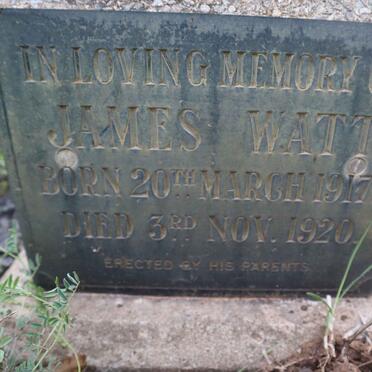 IN LOVING MEMORY
JAMES WATT
BORN 20TH MARCH 1917
DIED 3RD NOV. 1920.
ERECTED BY HIS PARENTS.